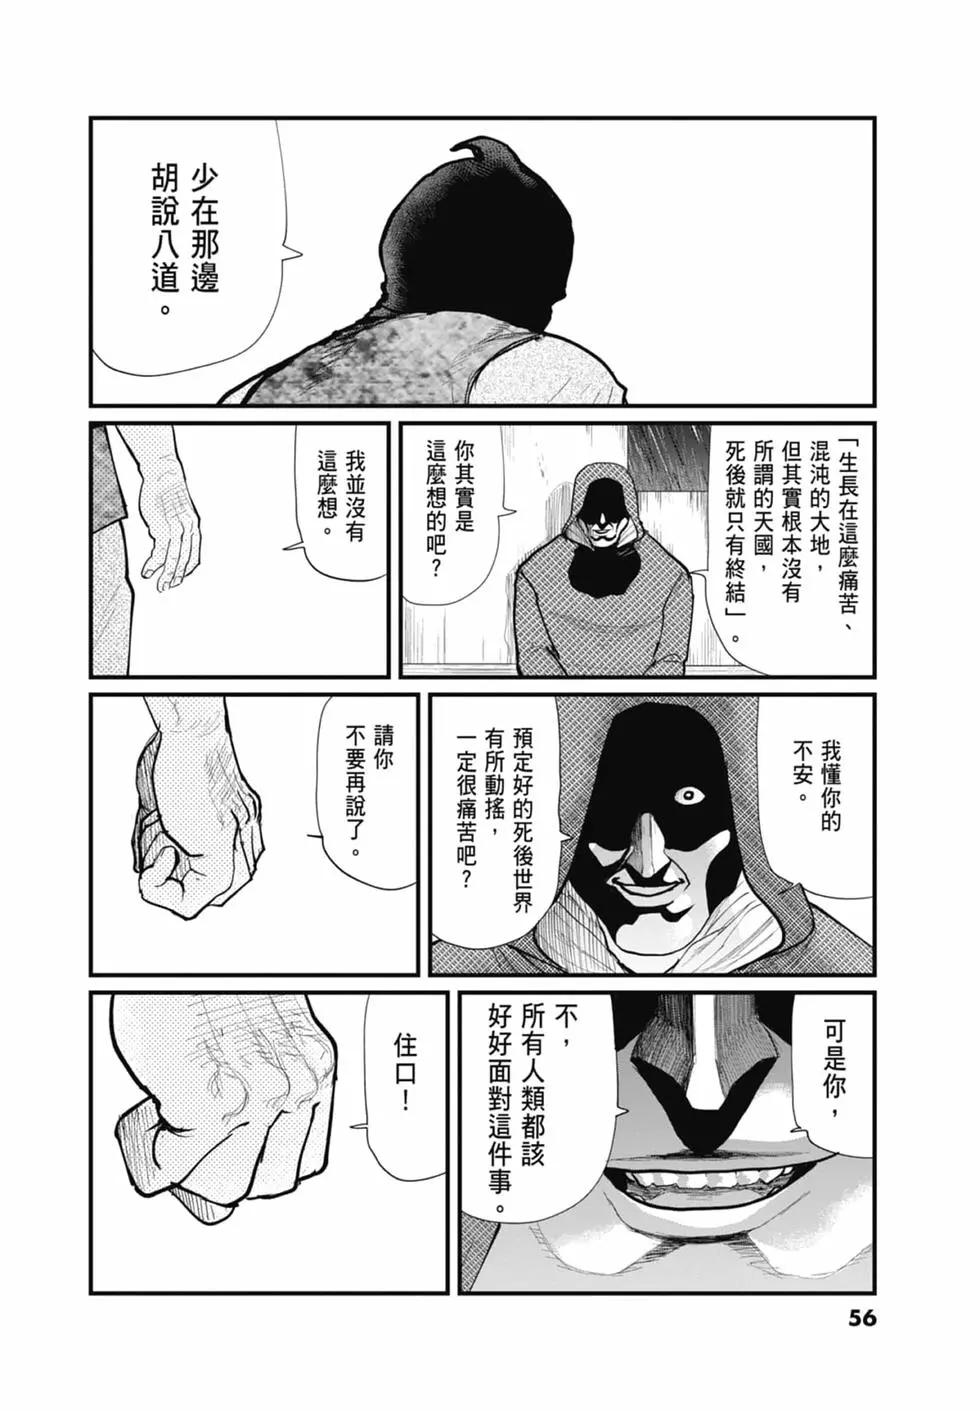 少在那邊
胡說八道。
「生長在這麼痛苦、
混沌的大地，
但其實根本沒有
所謂的天國，
死後就只有終結」。
你其實是
這麼想的吧？
我並沒有
這麼想。
我懂你的
不安。
預定好的死後世界
有所動搖，
一定很痛苦吧？
請你
不要再說了。
可是你，
不，
所有人類都該
好好面對這件事。
住口！
56